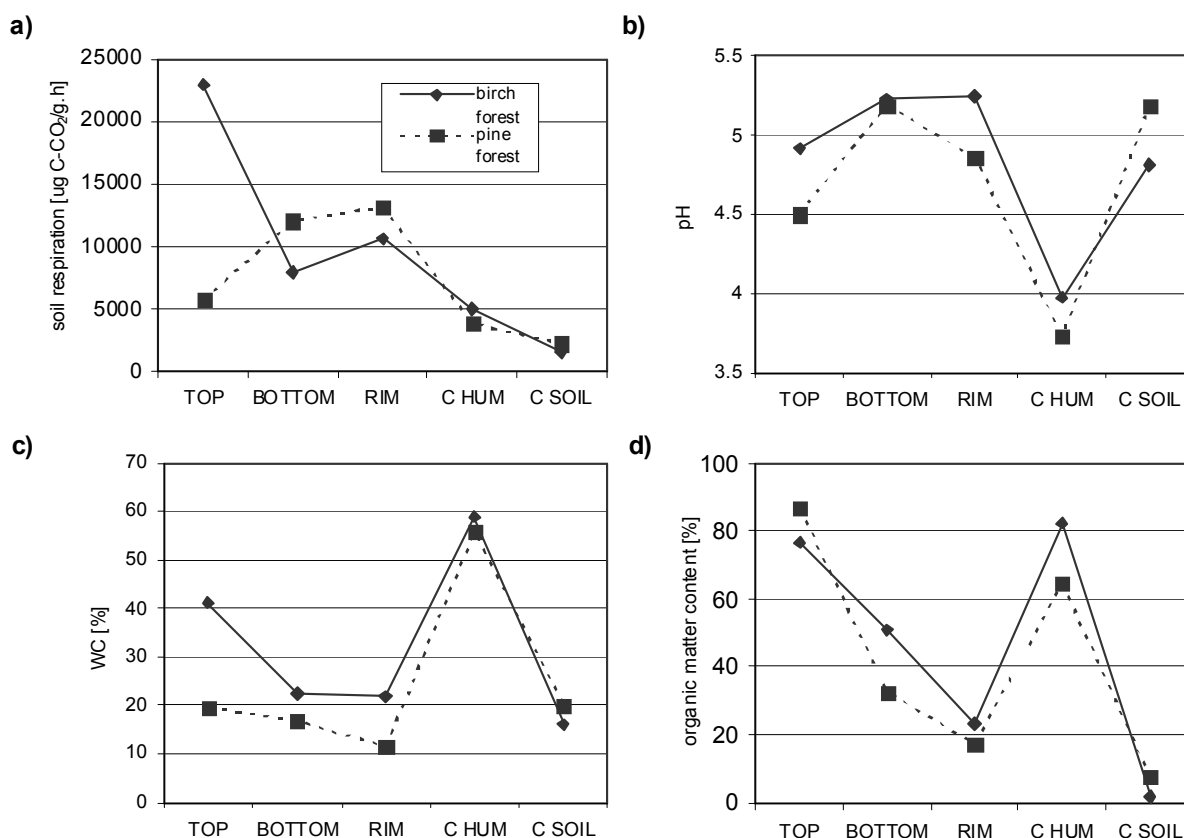 a)
soil respiration [ug C-CO₂/g.h]
25000
20000
15000
10000
5000
0
birch
forest
pine
forest
TOP BOTTOM RIM C HUM C SOIL
b)
pH
5.5
5
4.5
4
3.5
TOP BOTTOM RIM C HUM C SOIL
c)
WC [%]
70
60
50
40
30
20
10
0
TOP BOTTOM RIM C HUM C SOIL
d)
organic matter content [%]
100
80
60
40
20
0
TOP BOTTOM RIM C HUM C SOIL